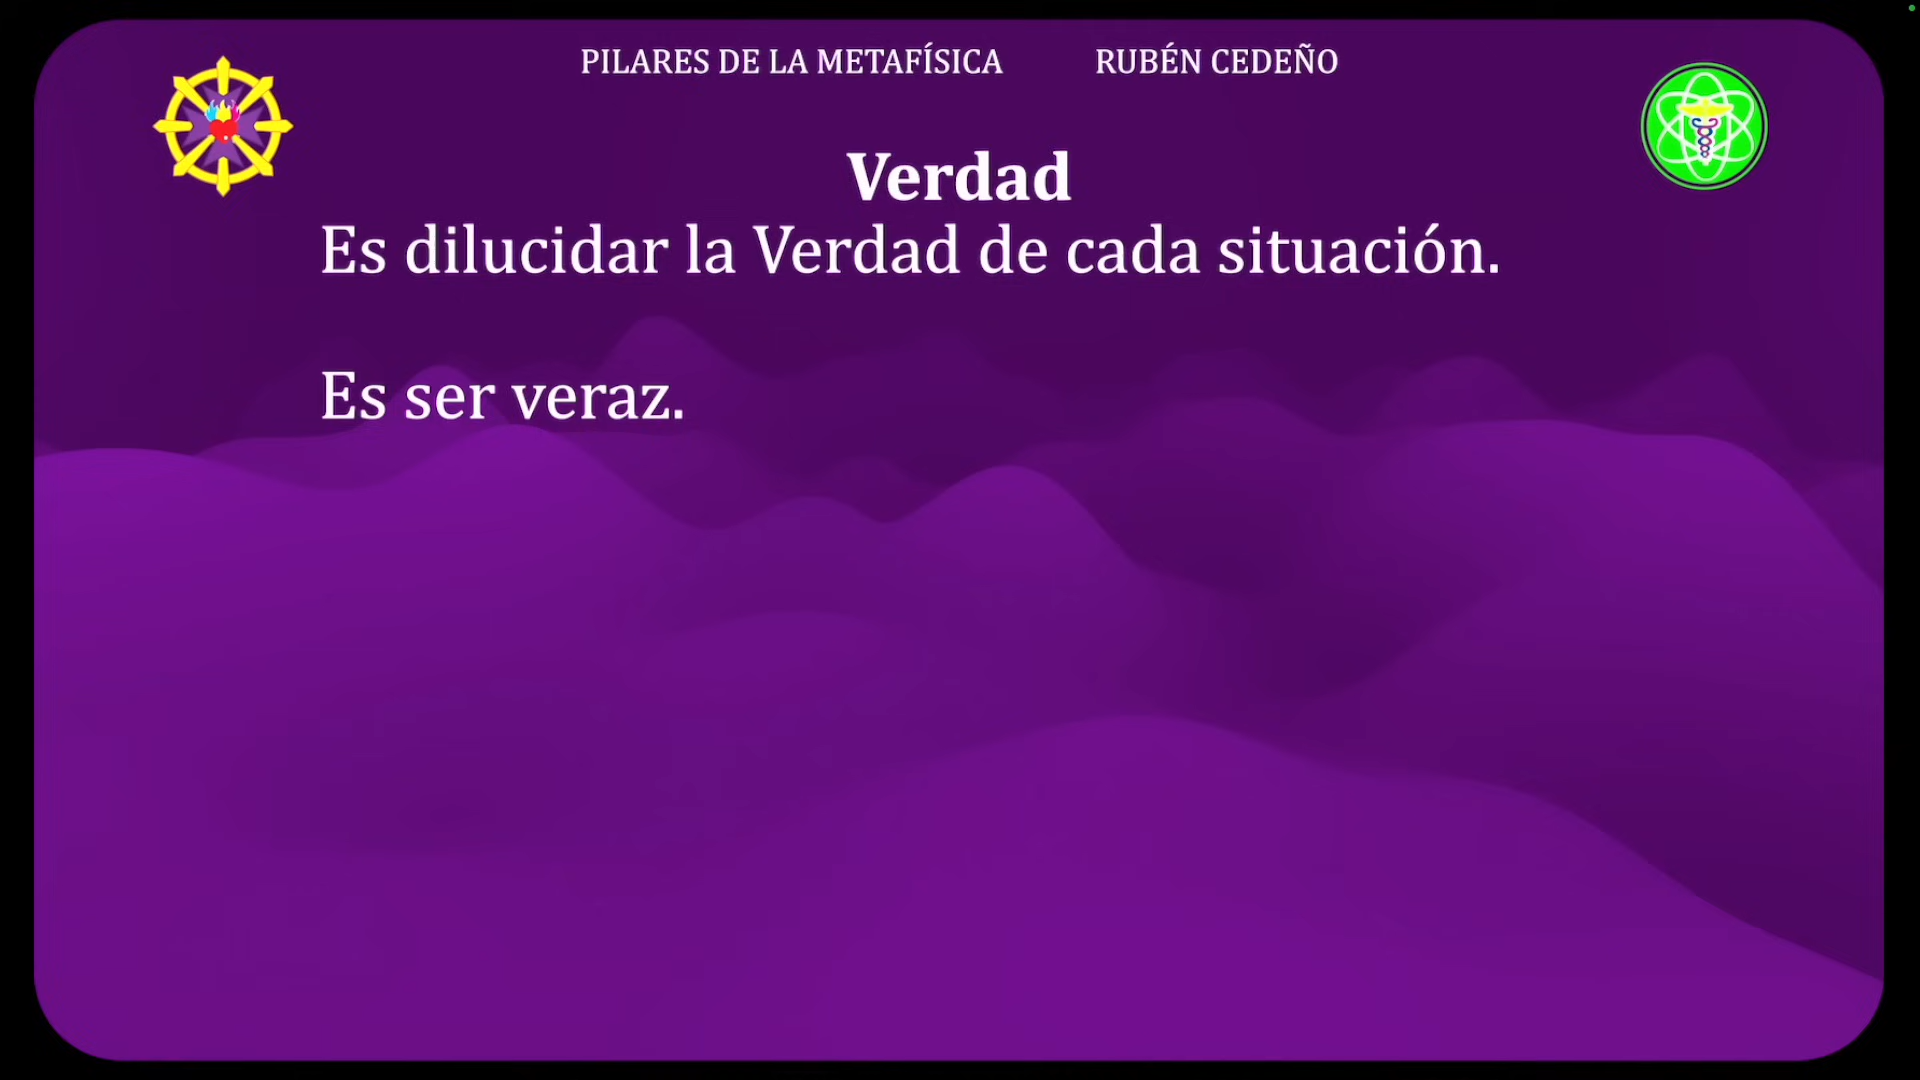 PILARES DE LA METAFÍSICA RUBÉN CEDEÑO
Verdad
Es dilucidar la Verdad de cada situación.
Es ser veraz.